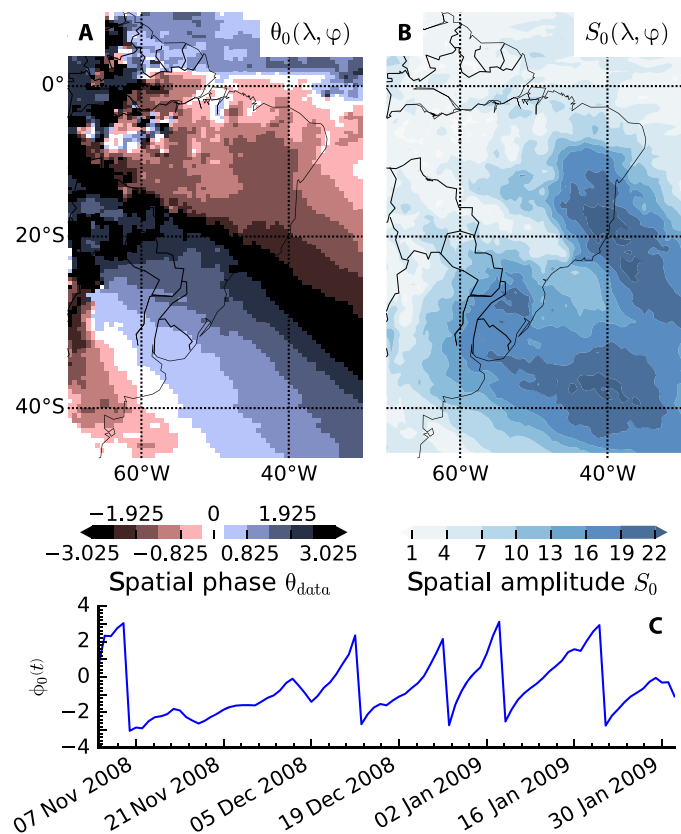 A θ₀(λ, φ) B S₀(λ, φ)
0°
20°S
40°S
60°W 40°W 60°W 40°W
−1.925 0 1.925
−3.025 −0.825 0.825 3.025 1 4 7 10 13 16 19 22
Spatial phase θdata Spatial amplitude S₀
4
2
0
−2
−4
ϕ₀(t)
C
07 Nov 2008 21 Nov 2008 05 Dec 2008 19 Dec 2008 02 Jan 2009 16 Jan 2009 30 Jan 2009